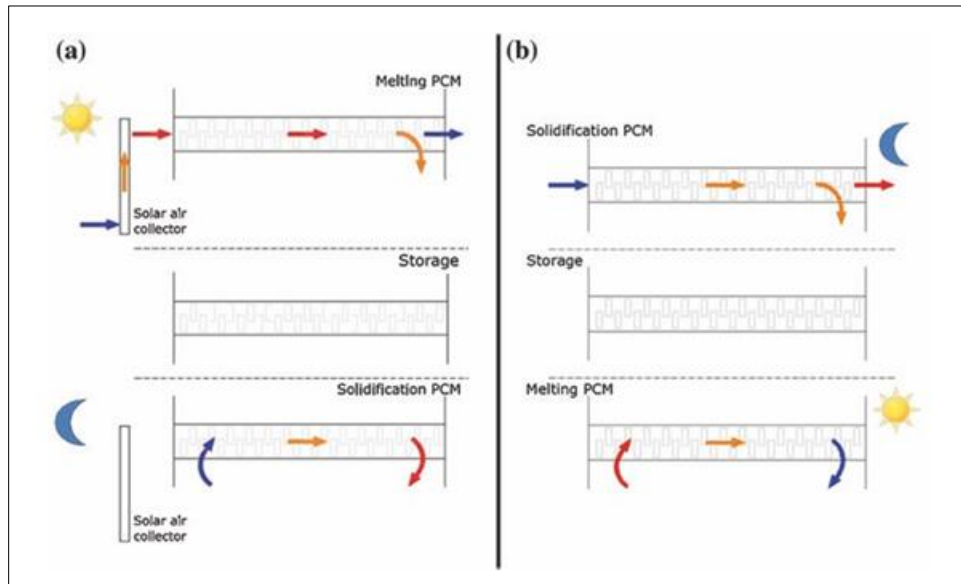 (a)
Melting PCM
Solar air
collector
Storage
Solidification PCM
Solar air
collector
(b)
Solidification PCM
Storage
Melting PCM